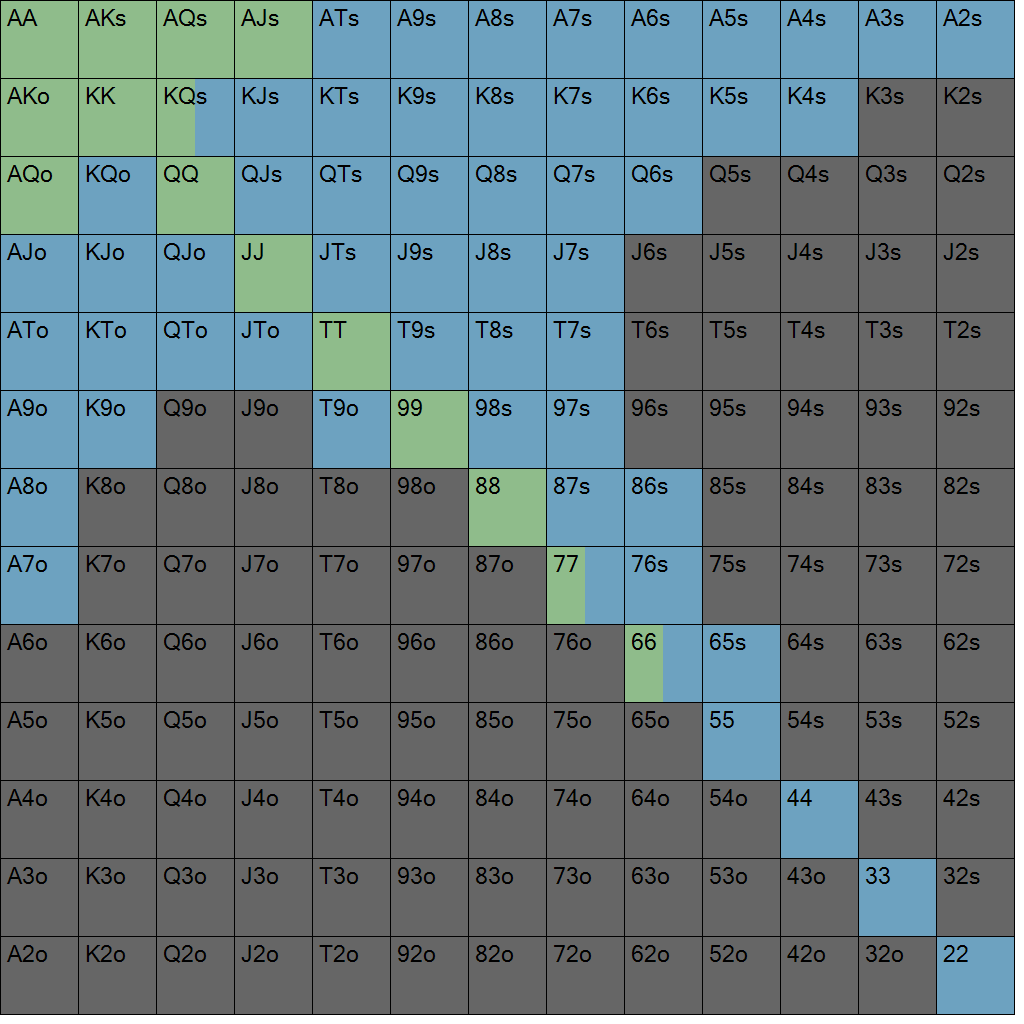 AA AKs AQs AJs ATs A9s A8s A7s A6s A5s A4s A3s A2s
AKo KK KQs KJs KTs K9s K8s K7s K6s K5s K4s K3s K2s
AQo KQo QQ QJs QTs Q9s Q8s Q7s Q6s Q5s Q4s Q3s Q2s
AJo KJo QJo JJ JTs J9s J8s J7s J6s J5s J4s J3s J2s
ATo KTo QTo JTo TT T9s T8s T7s T6s T5s T4s T3s T2s
A9o K9o Q9o J9o T9o 99 98s 97s 96s 95s 94s 93s 92s
A8o K8o Q8o J8o T8o 98o 88 87s 86s 85s 84s 83s 82s
A7o K7o Q7o J7o T7o 97o 87o 77 76s 75s 74s 73s 72s
A6o K6o Q6o J6o T6o 96o 86o 76o 66 65s 64s 63s 62s
A5o K5o Q5o J5o T5o 95o 85o 75o 65o 55 54s 53s 52s
A4o K4o Q4o J4o T4o 94o 84o 74o 64o 54o 44 43s 42s
A3o K3o Q3o J3o T3o 93o 83o 73o 63o 53o 43o 33 32s
A2o K2o Q2o J2o T2o 92o 82o 72o 62o 52o 42o 32o 22